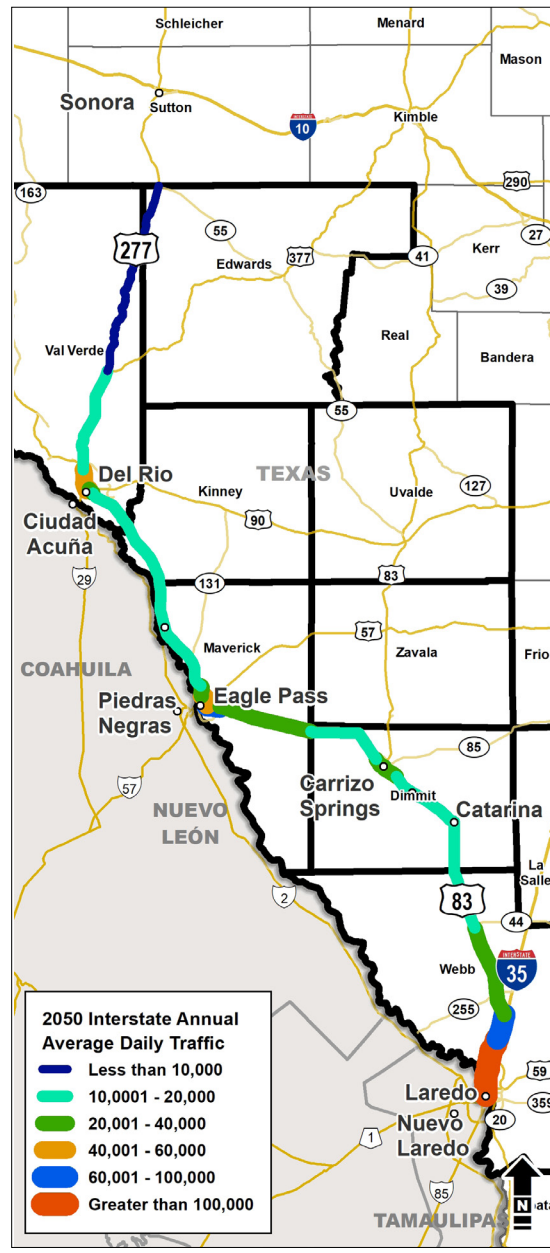 Schleicher
Menard
Mason
Sonora
Sutton
INTERSTATE
10
Kimble
163
290
277
55
27
377
Kerr
Edwards
41
39
Real
Val Verde
Bandera
55
Del Rio
TEXAS
127
Kinney
Uvalde
Ciudad
Acuña
90
29
131
83
57
Maverick
Zavala
Frio
COAHUILA
Eagle Pass
Piedras
Negras
85
Carrizo
Springs
Dimmit
57
NUEVO
LEÓN
Catarina
La
Salle
2
83
44
INTERSTATE
35
Webb
255
2050 Interstate Annual
Average Daily Traffic
Less than 10,000
10,0001 - 20,000
20,001 - 40,000
40,001 - 60,000
60,001 - 100,000
Greater than 100,000
59
Laredo
359
20
Nuevo
Laredo
1
85
N
TAMAULIPAS